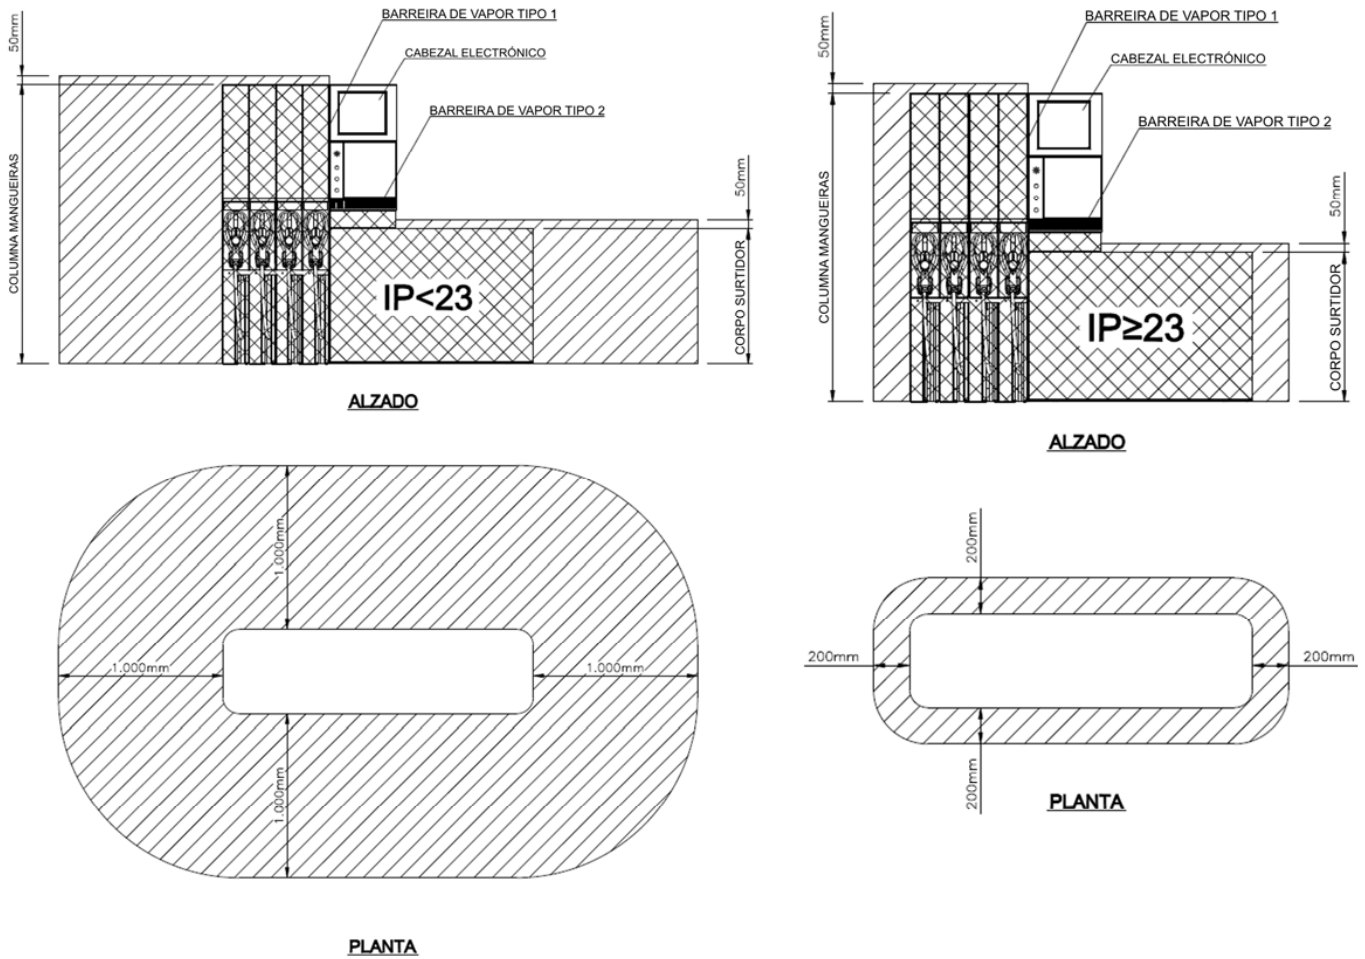 BARREIRA DE VAPOR TIPO 1
CABEZAL ELECTRÓNICO
BARREIRA DE VAPOR TIPO 2
50mm
COLUMNA MANGUEIRAS
50mm
CORPO SURTIDOR
IP<23
ALZADO
1.000mm
1.000mm
1.000mm
1.000mm
PLANTA
BARREIRA DE VAPOR TIPO 1
CABEZAL ELECTRÓNICO
BARREIRA DE VAPOR TIPO 2
50mm
COLUMNA MANGUEIRAS
50mm
CORPO SURTIDOR
IP≥23
ALZADO
200mm
200mm
200mm
200mm
PLANTA